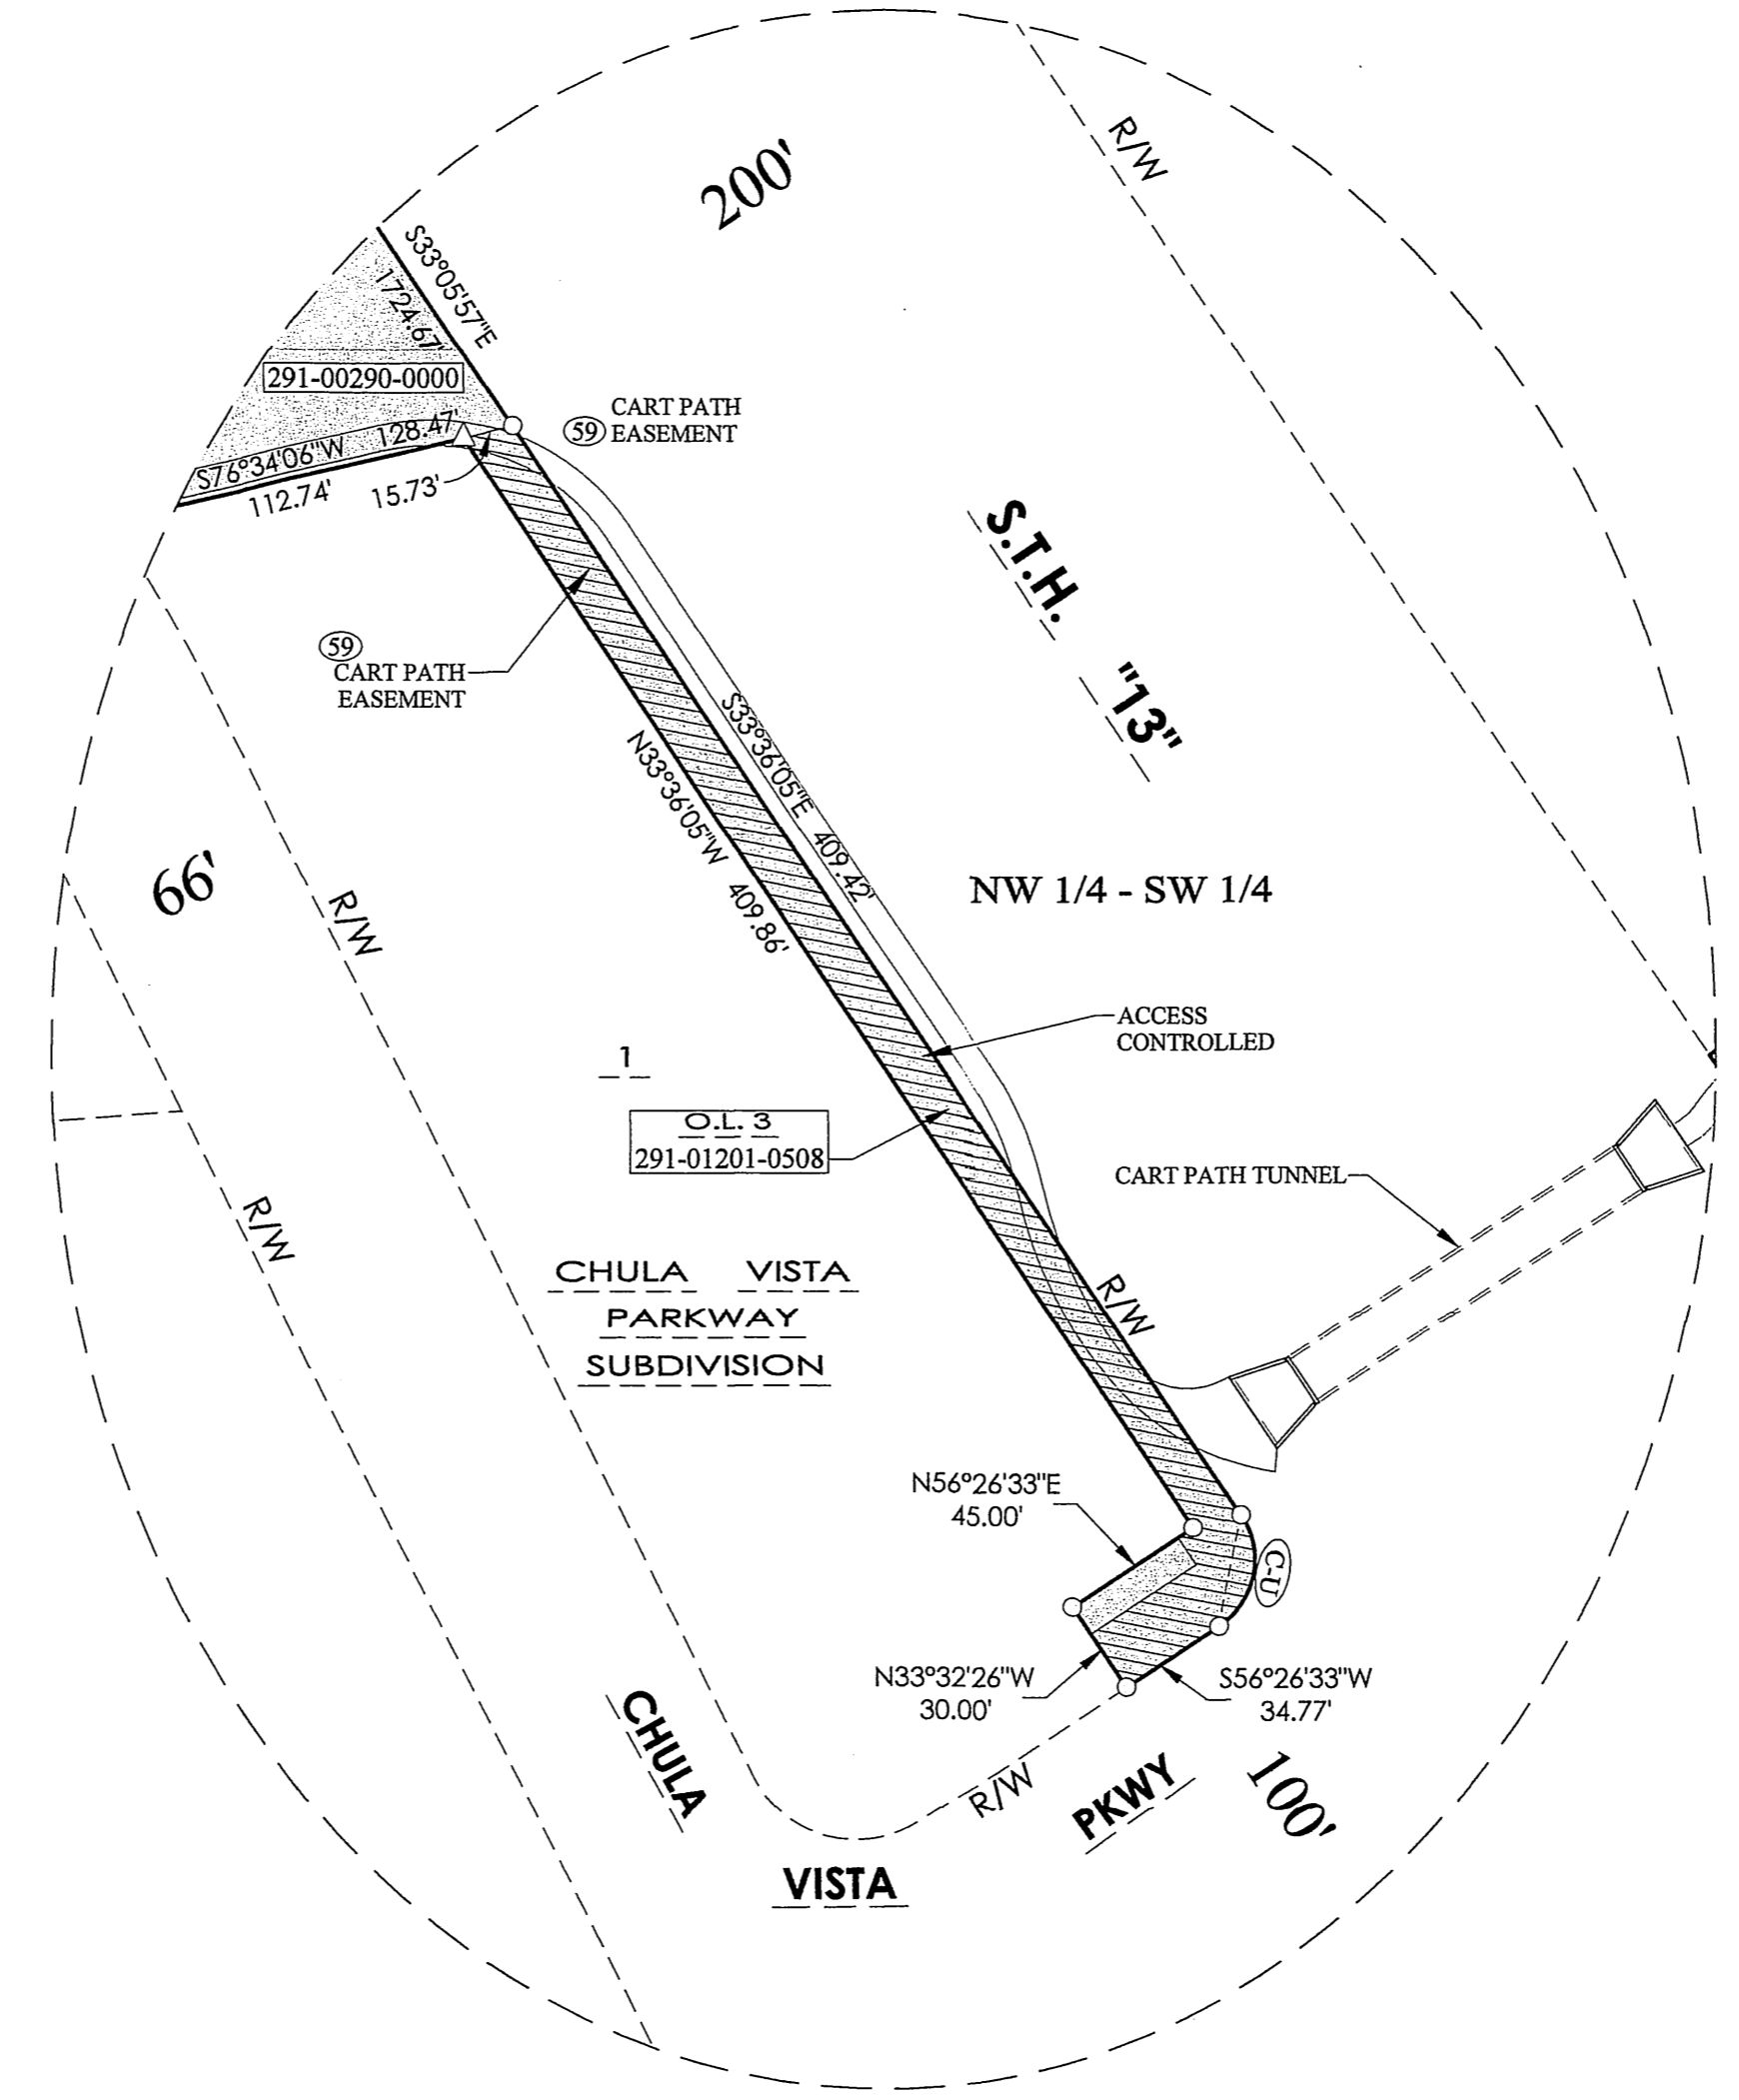 200'
R/W
S33°05'57"E
1724.67'
291-00290-0000
CART PATH
59 EASEMENT
S76°34'06"W 128.47'
112.74'
15.73'
S.T.H. "13"
59
CART PATH
EASEMENT
S33°36'05"E 409.42'
N33°36'05"W 409.86'
66'
R/W
NW 1/4 - SW 1/4
ACCESS
CONTROLLED
1
O.L. 3
291-01201-0508
CART PATH TUNNEL
R/W
CHULA VISTA
PARKWAY
SUBDIVISION
R/W
N56°26'33"E
45.00'
C-U
N33°32'26"W
30.00'
S56°26'33"W
34.77'
CHULA
VISTA
PKWY
R/W
100'